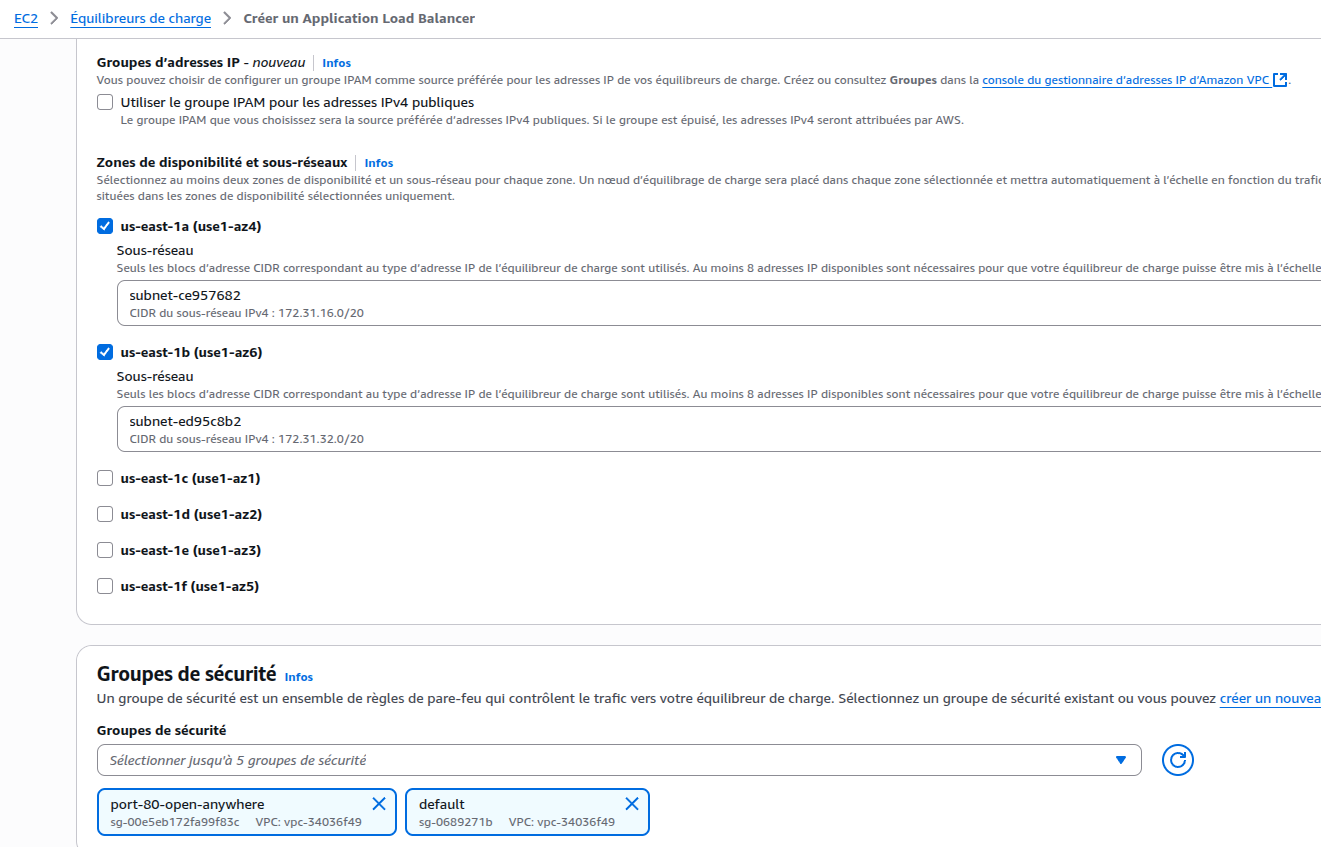 EC2 > Équilibreurs de charge > Créer un Application Load Balancer
Groupes d'adresses IP - nouveau | Infos
Vous pouvez choisir de configurer un groupe IPAM comme source préférée pour les adresses IP de vos équilibreurs de charge. Créez ou consultez Groupes dans la console du gestionnaire d'adresses IP d'Amazon VPC.
Utiliser le groupe IPAM pour les adresses IPv4 publiques
Le groupe IPAM que vous choisissez sera la source préférée d'adresses IPv4 publiques. Si le groupe est épuisé, les adresses IPv4 seront attribuées par AWS.
Zones de disponibilité et sous-réseaux | Infos
Sélectionnez au moins deux zones de disponibilité et un sous-réseau pour chaque zone. Un nœud d'équilibrage de charge sera placé dans chaque zone sélectionnée et mettra automatiquement à l'échelle en fonction du trafic
situées dans les zones de disponibilité sélectionnées uniquement.
us-east-1a (use1-az4)
Sous-réseau
Seuls les blocs d'adresse CIDR correspondant au type d'adresse IP de l'équilibreur de charge sont utilisés. Au moins 8 adresses IP disponibles sont nécessaires pour que votre équilibreur de charge puisse être mis à l'échelle
subnet-ce957682
CIDR du sous-réseau IPv4 : 172.31.16.0/20
us-east-1b (use1-az6)
Sous-réseau
Seuls les blocs d'adresse CIDR correspondant au type d'adresse IP de l'équilibreur de charge sont utilisés. Au moins 8 adresses IP disponibles sont nécessaires pour que votre équilibreur de charge puisse être mis à l'échelle
subnet-ed95c8b2
CIDR du sous-réseau IPv4 : 172.31.32.0/20
us-east-1c (use1-az1)
us-east-1d (use1-az2)
us-east-1e (use1-az3)
us-east-1f (use1-az5)
Groupes de sécurité Infos
Un groupe de sécurité est un ensemble de règles de pare-feu qui contrôlent le trafic vers votre équilibreur de charge. Sélectionnez un groupe de sécurité existant ou vous pouvez créer un nouvea
Groupes de sécurité
Sélectionner jusqu'à 5 groupes de sécurité
port-80-open-anywhere
sg-00e5eb172fa99f83c VPC: vpc-34036f49
default
sg-0689271b VPC: vpc-34036f49